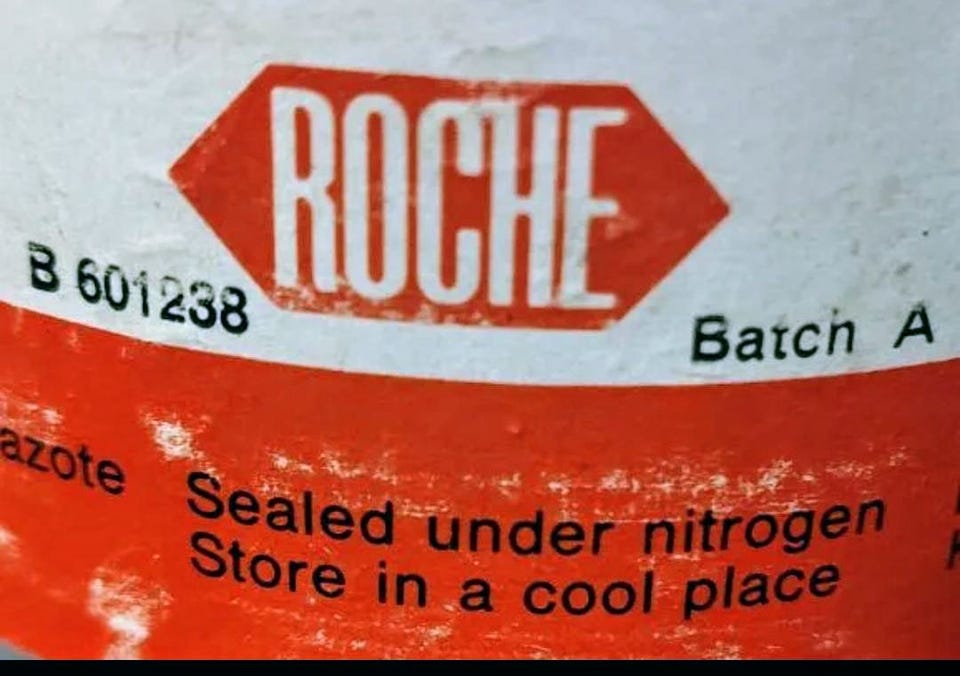 ROCHE
B 601238
Batch A
azote
Sealed under nitrogen
Store in a cool place